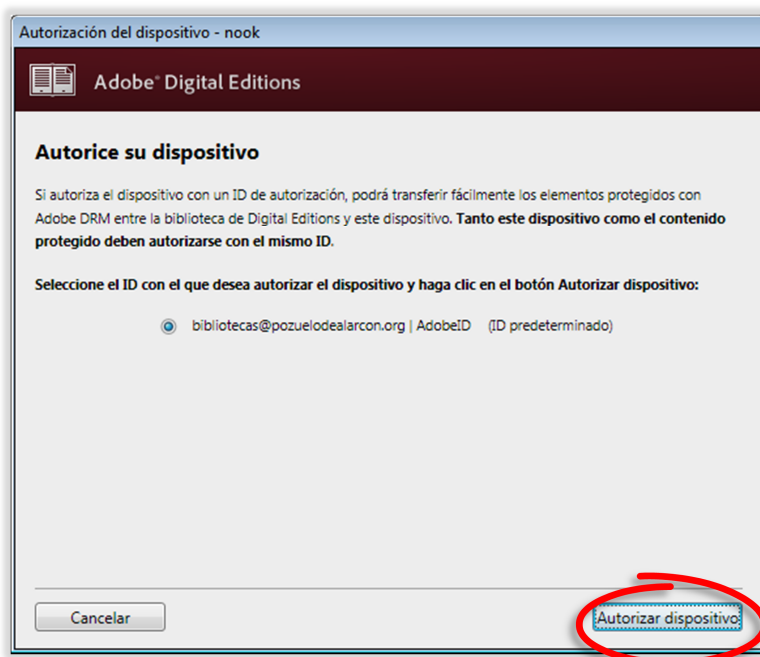 Autorización del dispositivo - nook
Adobe® Digital Editions
Autorice su dispositivo
Si autoriza el dispositivo con un ID de autorización, podrá transferir fácilmente los elementos protegidos con
Adobe DRM entre la biblioteca de Digital Editions y este dispositivo. Tanto este dispositivo como el contenido
protegido deben autorizarse con el mismo ID.
Seleccione el ID con el que desea autorizar el dispositivo y haga clic en el botón Autorizar dispositivo:
bibliotecas@pozuelodealarcon.org | AdobeID (ID predeterminado)
Cancelar
Autorizar dispositivo